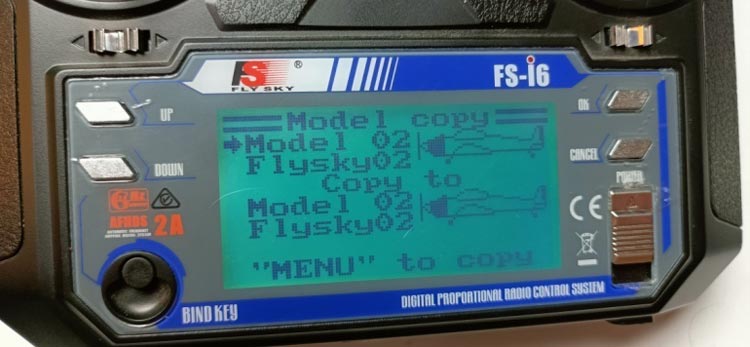 FLY SKY ®
FS-i6
UP
OK
DOWN
CANCEL
POWER
Model copy
Model 02
Flysky02
Copy to
Model 02
Flysky02
"MENU" to copy
AFHDS 2A
CE
BIND KEY
DIGITAL PROPORTIONAL RADIO CONTROL SYSTEM